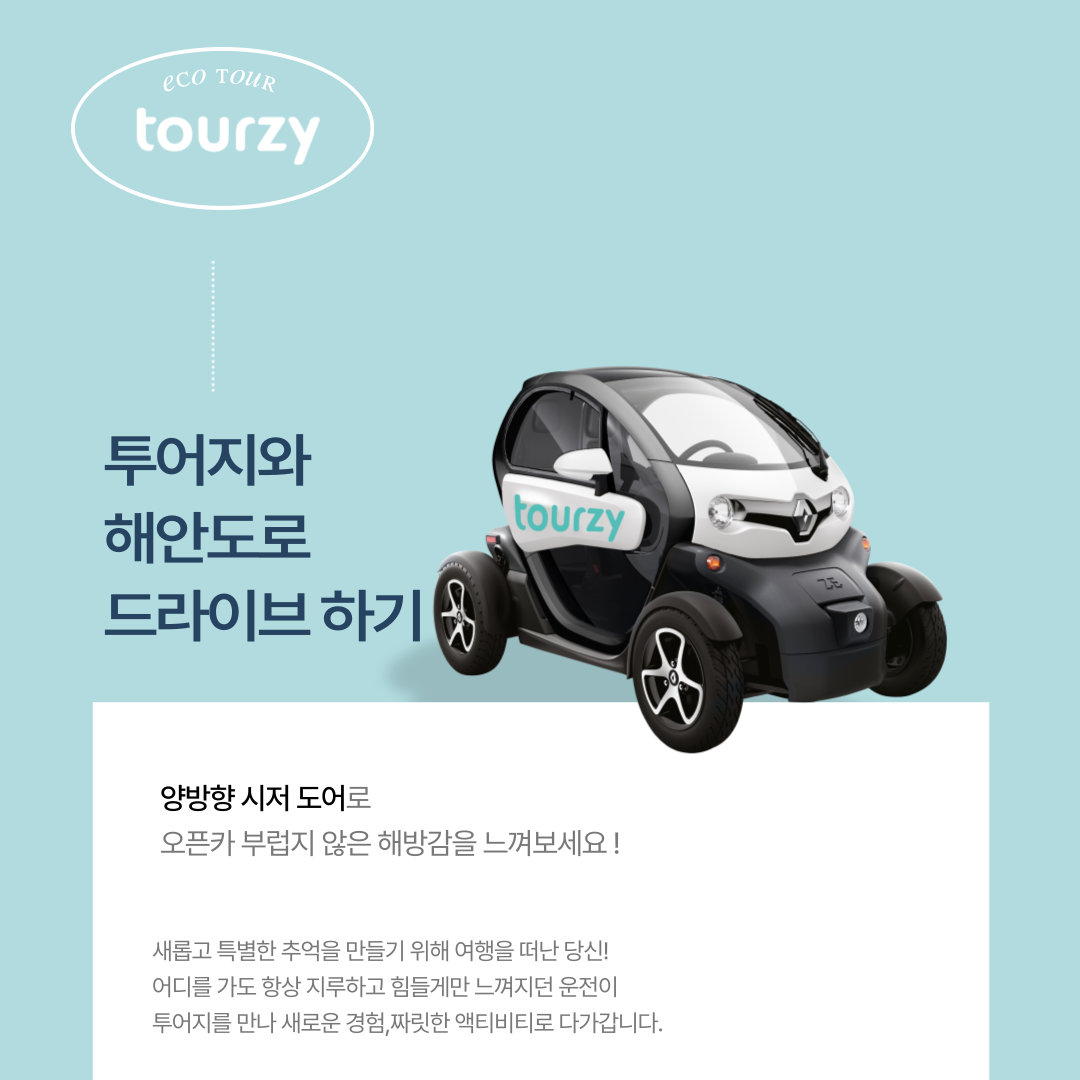 eco TOUR
tourzy
투어지와
해안도로
드라이브 하기
tourzy
Z.E
양방향 시저 도어로
오픈카 부럽지 않은 해방감을 느껴보세요 !
새롭고 특별한 추억을 만들기 위해 여행을 떠난 당신!
어디를 가도 항상 지루하고 힘들게만 느껴지던 운전이
투어지를 만나 새로운 경험,짜릿한 액티비티로 다가갑니다.